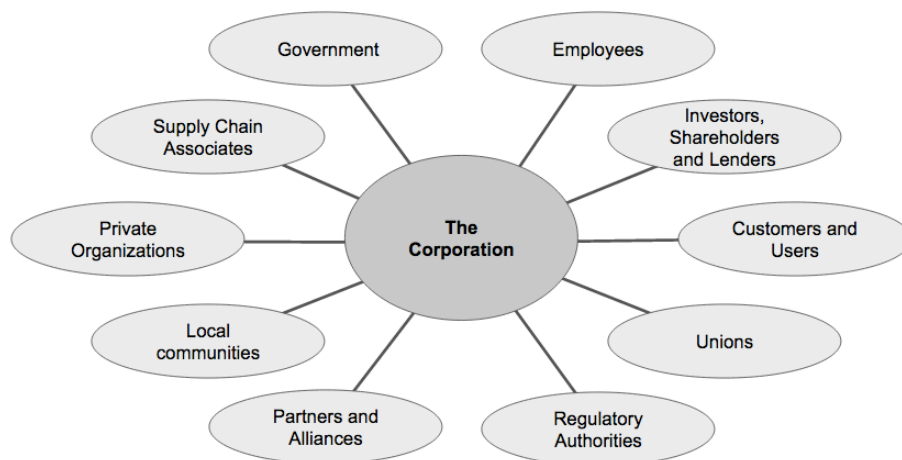 Government
Employees
Supply Chain
Associates
Investors,
Shareholders
and Lenders
Private
Organizations
The
Corporation
Customers and
Users
Local
communities
Unions
Partners and
Alliances
Regulatory
Authorities